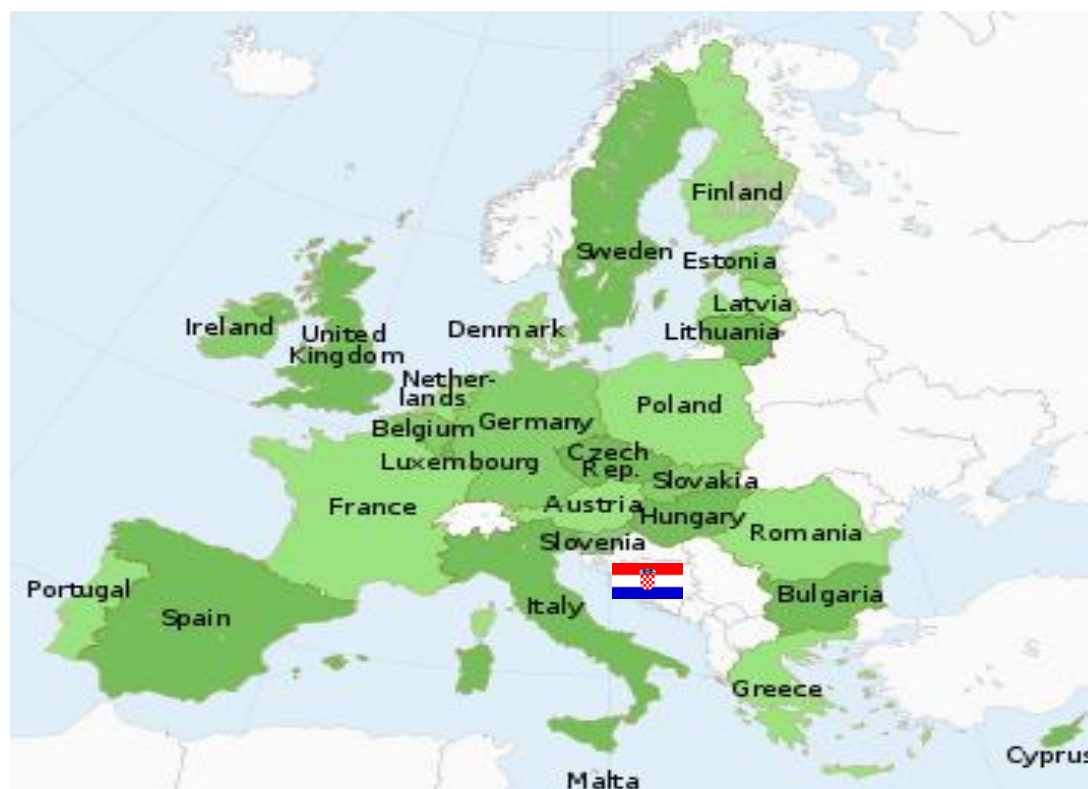 Finland
Sweden
Estonia
Latvia
Lithuania
Ireland
United
Kingdom
Denmark
Nether-
lands
Belgium
Germany
Poland
Luxembourg
Czech
Rep.
Slovakia
France
Austria
Hungary
Romania
Slovenia
Portugal
Spain
Italy
Bulgaria
Greece
Cyprus
Malta